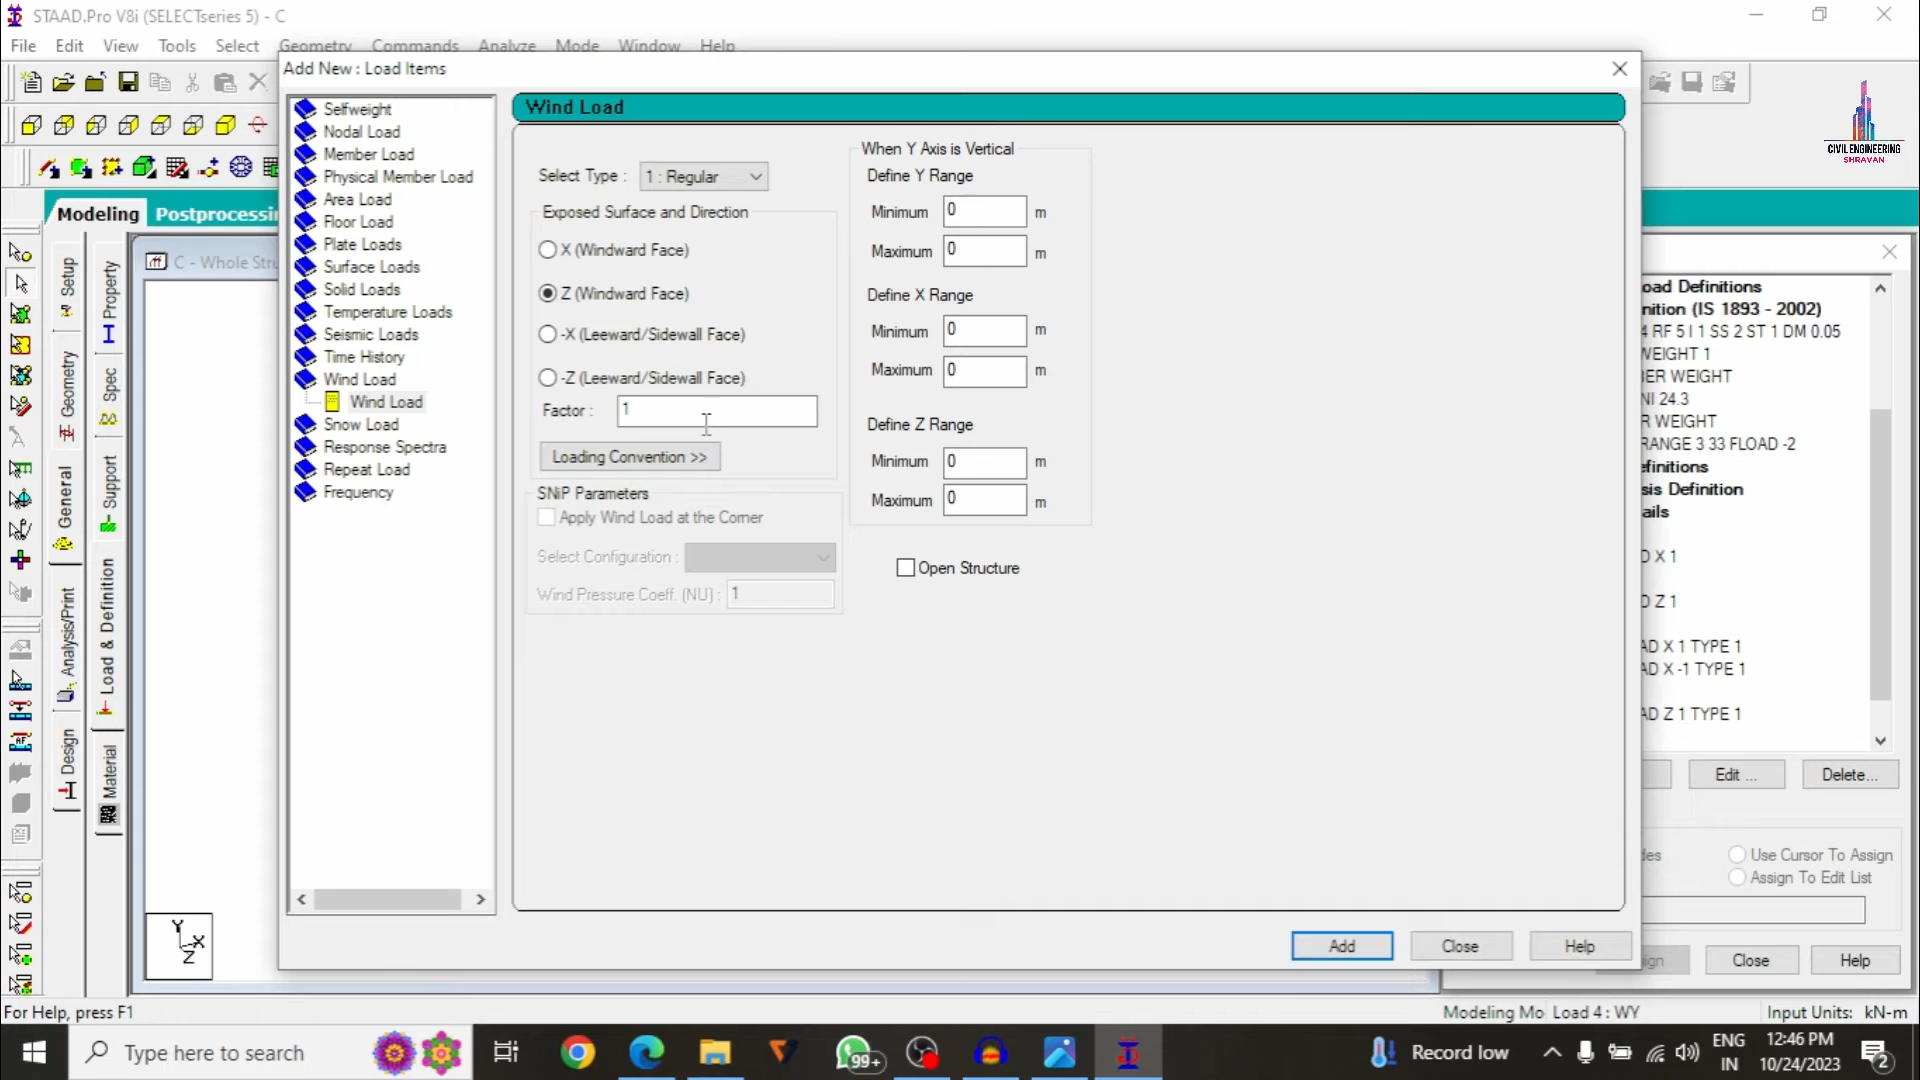 STAAD.Pro V8i (SELECTseries 5) - C
File Edit View Tools Select Geometry Commands Analyze Mode Window Help
Add New : Load Items
CIVIL ENGINEERING
SHRAVAN
Modeling
Postprocessin
C - Whole Stru
Setup
Geometry
General
Analysis/Print
Design
Property
Spec
Support
Load & Definition
Material
Selfweight
Nodal Load
Member Load
Physical Member Load
Area Load
Floor Load
Plate Loads
Surface Loads
Solid Loads
Temperature Loads
Seismic Loads
Time History
Wind Load
Wind Load
Snow Load
Response Spectra
Repeat Load
Frequency
Wind Load
Select Type : 1 : Regular
Exposed Surface and Direction
X (Windward Face)
Z (Windward Face)
-X (Leeward/Sidewall Face)
-Z (Leeward/Sidewall Face)
Factor : 1
Loading Convention >>
SNiP Parameters
Apply Wind Load at the Corner
Select Configuration :
Wind Pressure Coeff. (NU) : 1
When Y Axis is Vertical
Define Y Range
Minimum 0 m
Maximum 0 m
Define X Range
Minimum 0 m
Maximum 0 m
Define Z Range
Minimum 0 m
Maximum 0 m
Open Structure
Add Close Help
oad Definitions
nition (IS 1893 - 2002)
4 RF 5 I 1 SS 2 ST 1 DM 0.05
WEIGHT 1
BER WEIGHT
NI 24.3
R WEIGHT
RANGE 3 33 FLOAD -2
efinitions
sis Definition
ails
D X 1
D Z 1
AD X 1 TYPE 1
AD X -1 TYPE 1
AD Z 1 TYPE 1
Edit ... Delete...
Use Cursor To Assign
Assign To Edit List
ign Close Help
Y
X
Z
For Help, press F1
Modeling Mo Load 4 : WY Input Units: kN-m
Type here to search
99+
Record low
ENG
IN
12:46 PM
10/24/2023
2